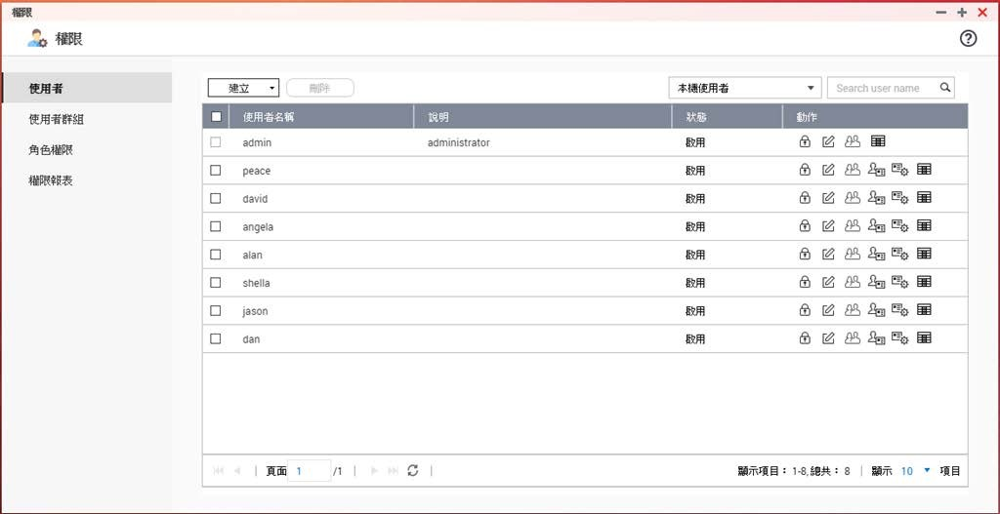 權限
權限
使用者
使用者群組
角色權限
權限報表
建立 刪除 本機使用者 Search user name
使用者名稱 說明 狀態 動作
admin administrator 啟用
peace 啟用
david 啟用
angela 啟用
alan 啟用
shella 啟用
jason 啟用
dan 啟用
頁面 1 /1 顯示項目： 1-8, 總共： 8 | 顯示 10 項目